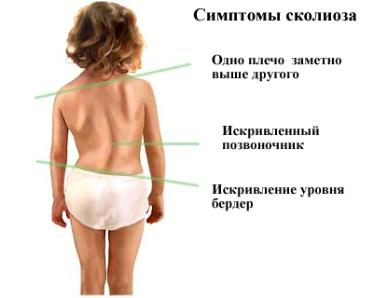 Симптомы сколиоза
Одно плечо заметно
выше другого
Искривленный
позвоночник
Искривление уровня
бердер